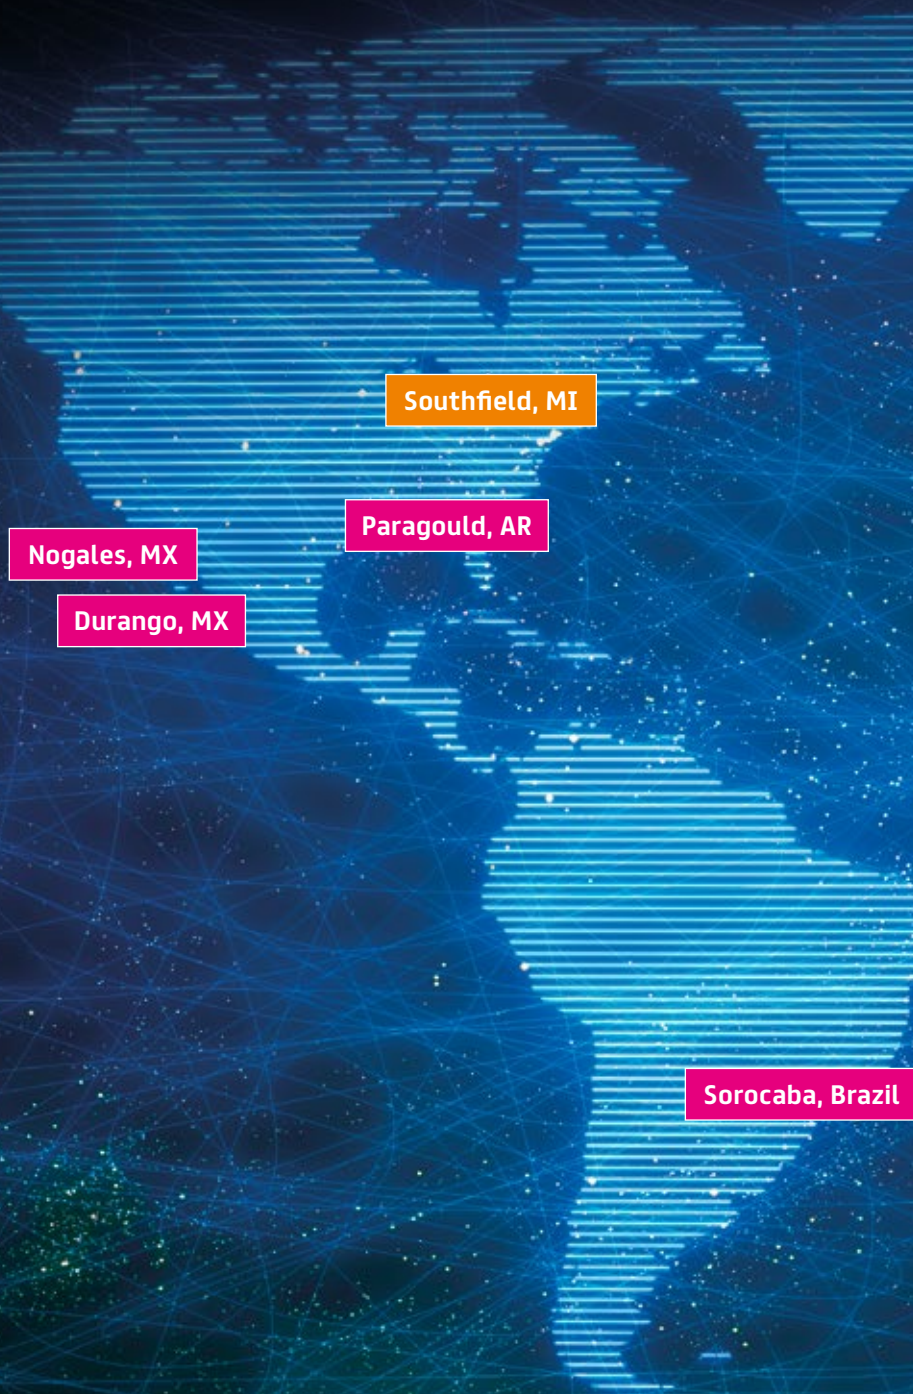 Southfield, MI
Paragould, AR
Nogales, MX
Durango, MX
Sorocaba, Brazil